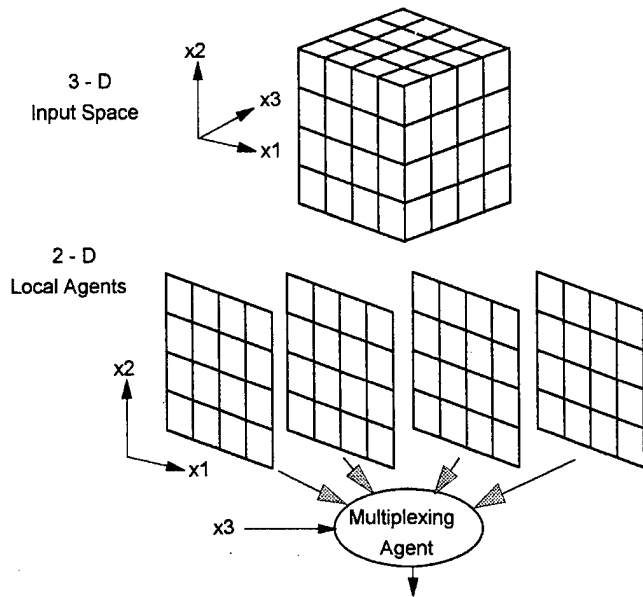 x2
3 - D
Input Space
x3
x1
2 - D
Local Agents
x2
x1
x3
Multiplexing
Agent